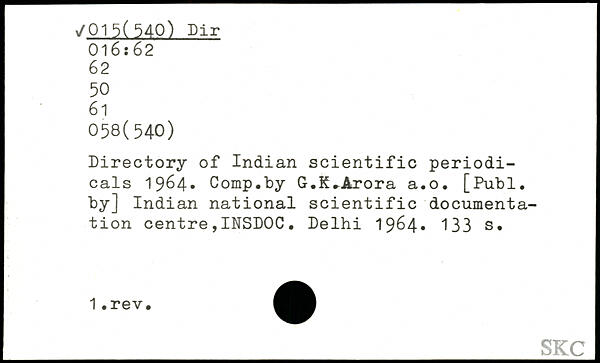 ✓015(540) Dir
016:62
62
50
61
058(540)
Directory of Indian scientific periodi-
cals 1964. Comp.by G.K.Arora a.o. [Publ.
by] Indian national scientific documenta-
tion centre,INSDOC. Delhi 1964. 133 s.
1.rev.
SKC